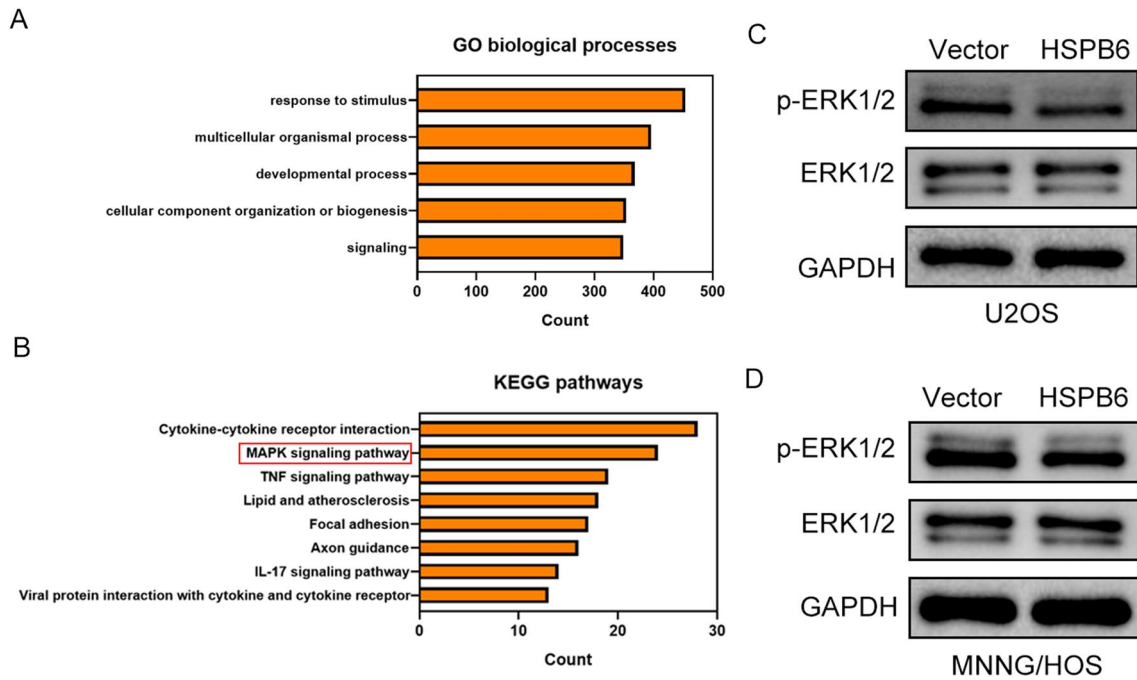 A
GO biological processes
response to stimulus
multicellular organismal process
developmental process
cellular component organization or biogenesis
signaling
0 100 200 300 400 500
Count
B
KEGG pathways
Cytokine-cytokine receptor interaction
MAPK signaling pathway
TNF signaling pathway
Lipid and atherosclerosis
Focal adhesion
Axon guidance
IL-17 signaling pathway
Viral protein interaction with cytokine and cytokine receptor
0 10 20 30
Count
C
Vector HSPB6
p-ERK1/2
ERK1/2
GAPDH
U2OS
D
Vector HSPB6
p-ERK1/2
ERK1/2
GAPDH
MNNG/HOS